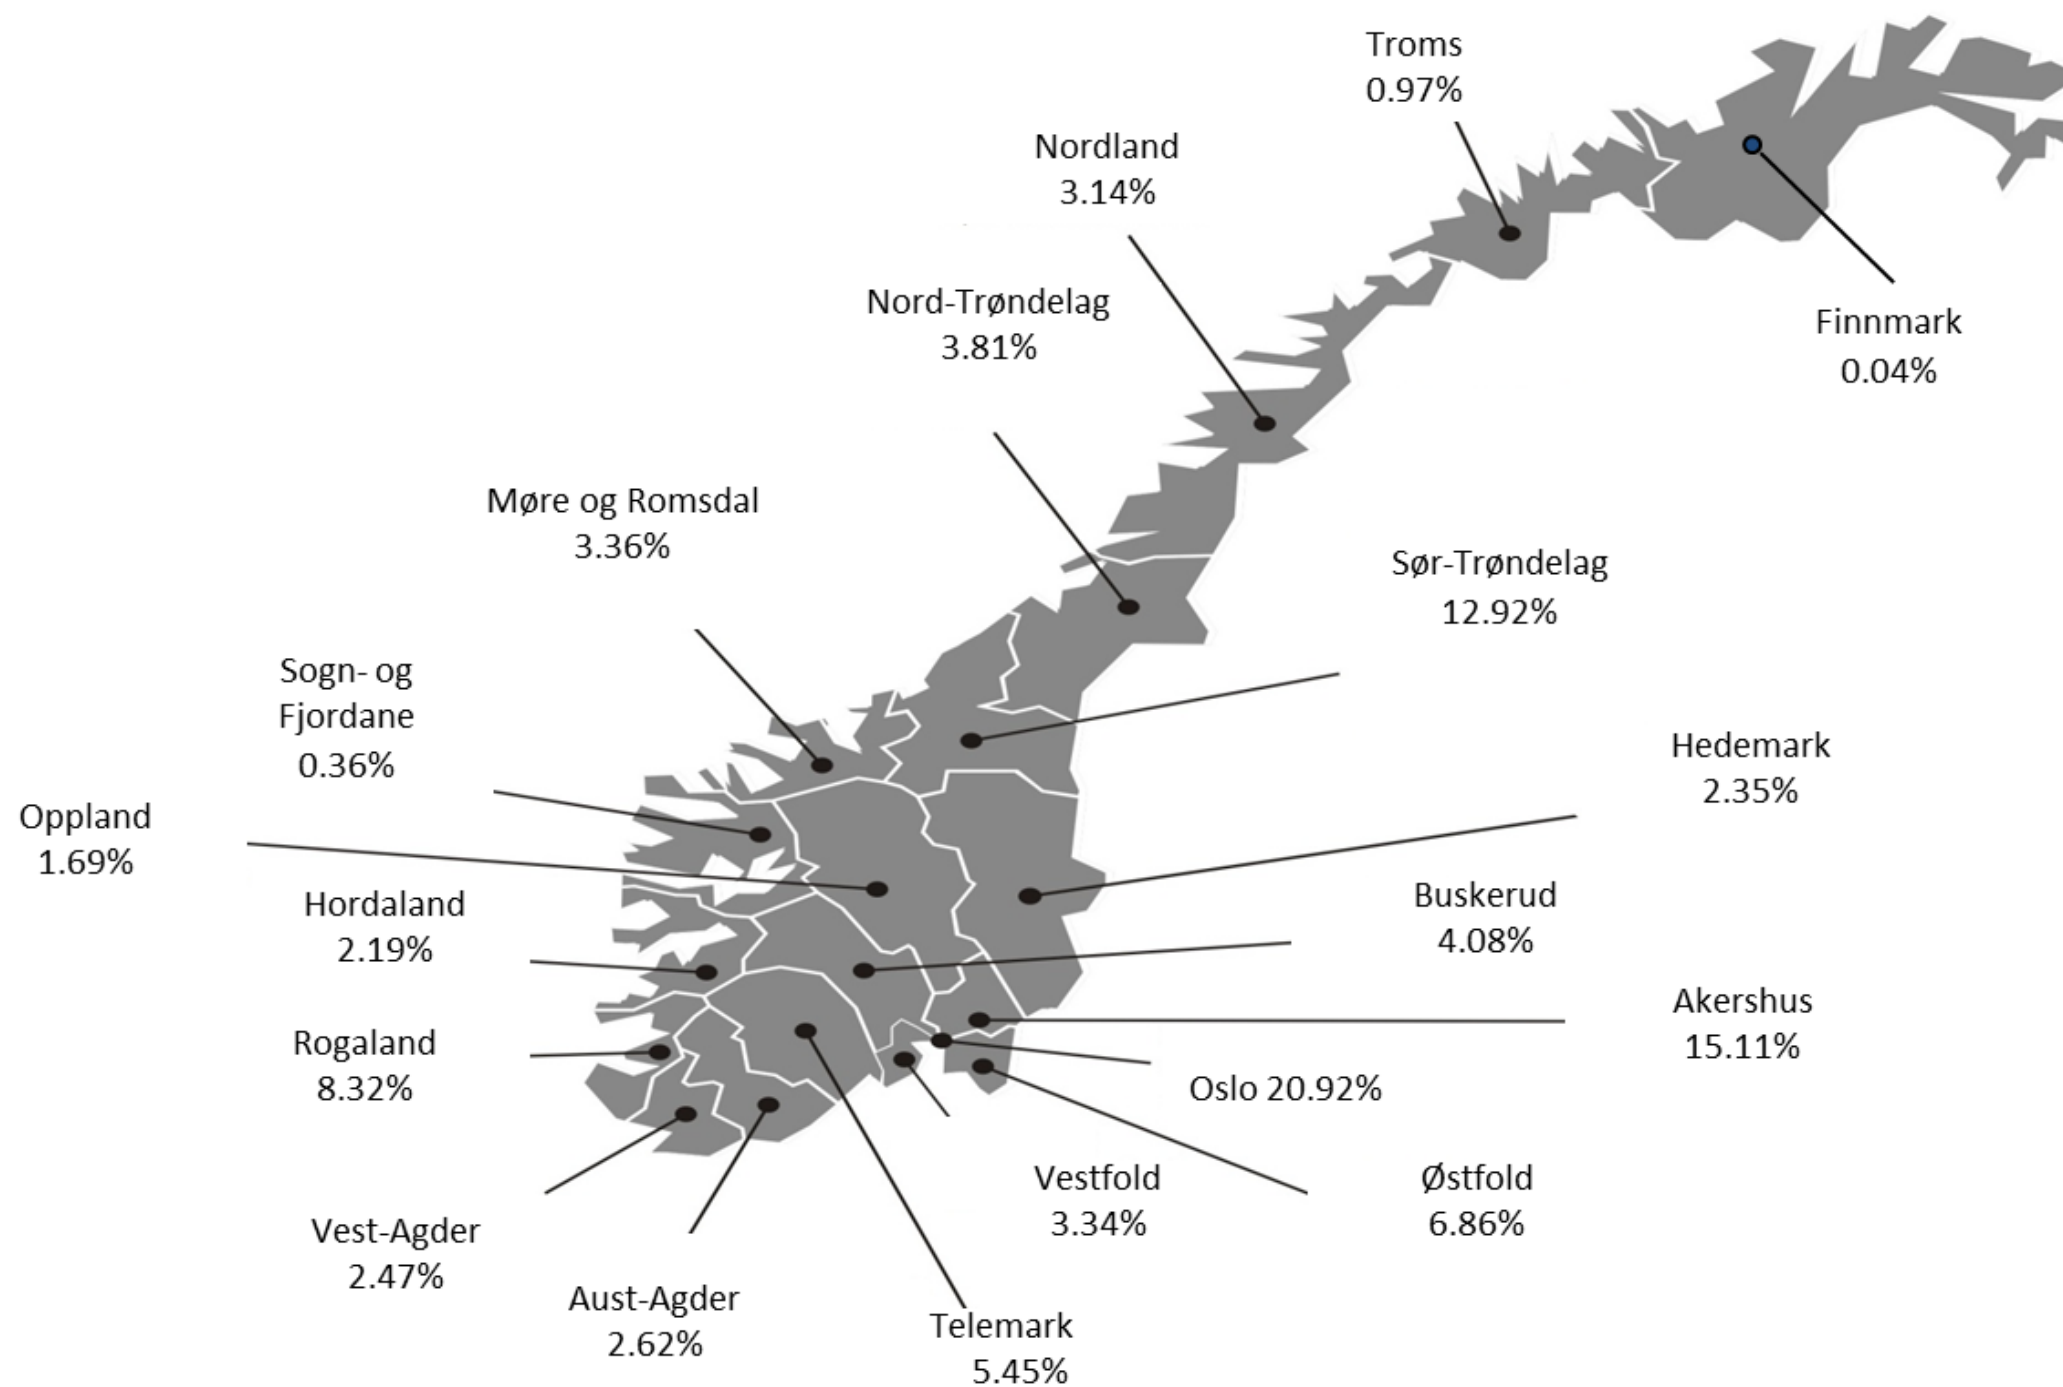 Troms
0.97%
Nordland
3.14%
Nord-Trøndelag
3.81%
Finnmark
0.04%
Møre og Romsdal
3.36%
Sør-Trøndelag
12.92%
Sogn- og
Fjordane
0.36%
Hedemark
2.35%
Oppland
1.69%
Hordaland
2.19%
Buskerud
4.08%
Akershus
15.11%
Rogaland
8.32%
Oslo 20.92%
Vestfold
3.34%
Østfold
6.86%
Vest-Agder
2.47%
Aust-Agder
2.62%
Telemark
5.45%